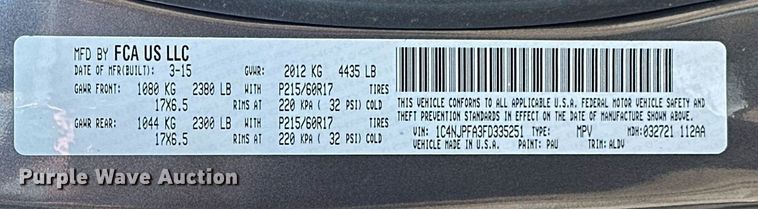 MFD BY FCA US LLC
DATE OF MFR(BUILT): 3-15 GVWR: 2012 KG 4435 LB
GAWR FRONT: 1080 KG 2380 LB WITH P215/60R17 TIRES
17X6.5 RIMS AT 220 KPA ( 32 PSI) COLD
GAWR REAR: 1044 KG 2300 LB WITH P215/60R17 TIRES
17X6.5 RIMS AT 220 KPA ( 32 PSI) COLD
THIS VEHICLE CONFORMS TO ALL APPLICABLE U.S.A. FEDERAL MOTOR VEHICLE SAFETY AND
THEFT PREVENTION STANDARDS IN EFFECT ON THE DATE OF MANUFACTURE SHOWN ABOVE.
VIN: 1C4NJPFA3FD335251 TYPE: MPV MDH:032721 112AA
VEHICLE MADE IN U.S.A. PAINT: PAU TRIM: ALDV
Purple Wave Auction